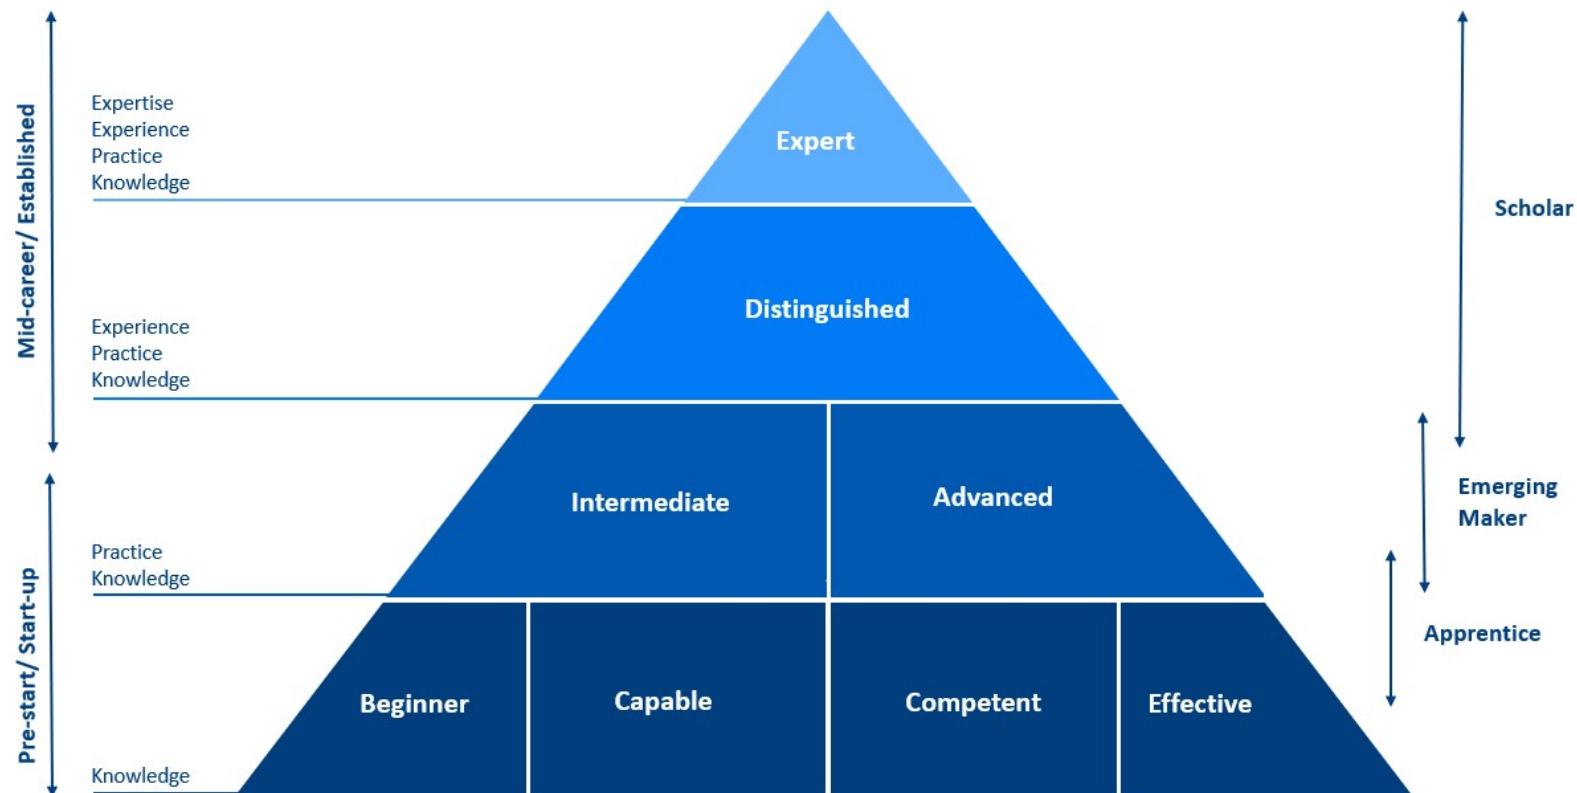 Expertise
Experience
Practice
Knowledge
Mid-career/ Established
Expert
Scholar
Experience
Practice
Knowledge
Distinguished
Intermediate
Advanced
Emerging
Maker
Practice
Knowledge
Pre-start/ Start-up
Apprentice
Beginner
Capable
Competent
Effective
Knowledge